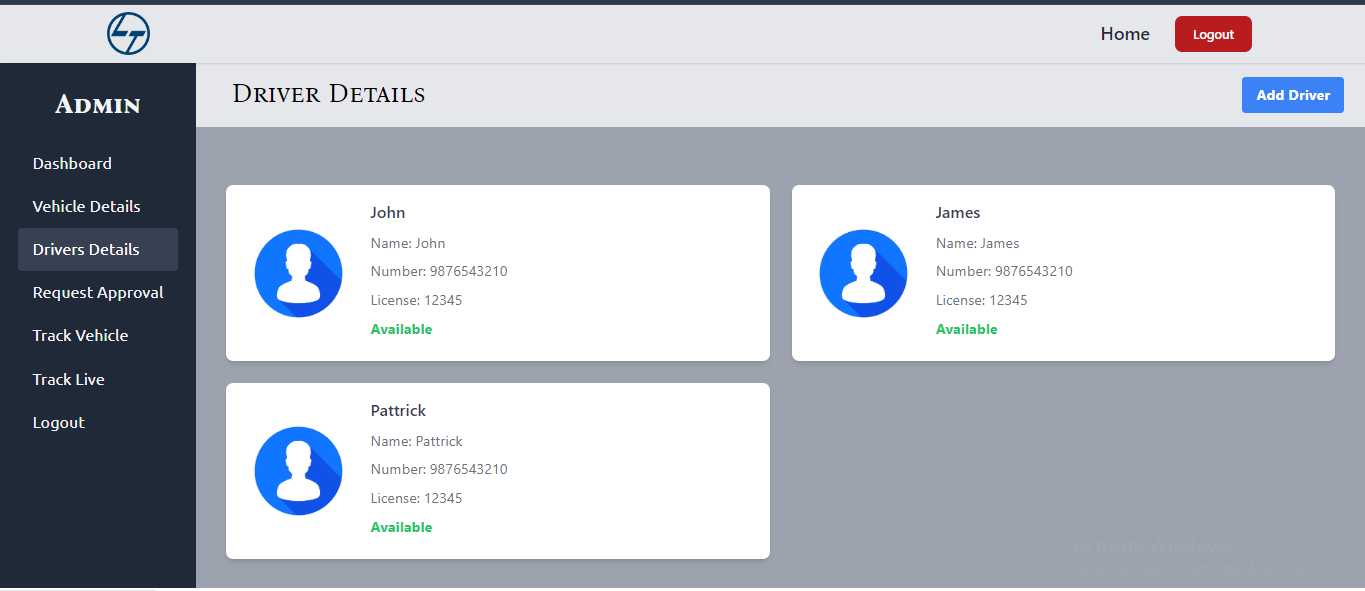 Home
Logout
Admin
Driver Details
Add Driver
Dashboard
Vehicle Details
Drivers Details
Request Approval
Track Vehicle
Track Live
Logout
John
Name: John
Number: 9876543210
License: 12345
Available
James
Name: James
Number: 9876543210
License: 12345
Available
Pattrick
Name: Pattrick
Number: 9876543210
License: 12345
Available
Activate Windows
Go to Settings to activate Windows.